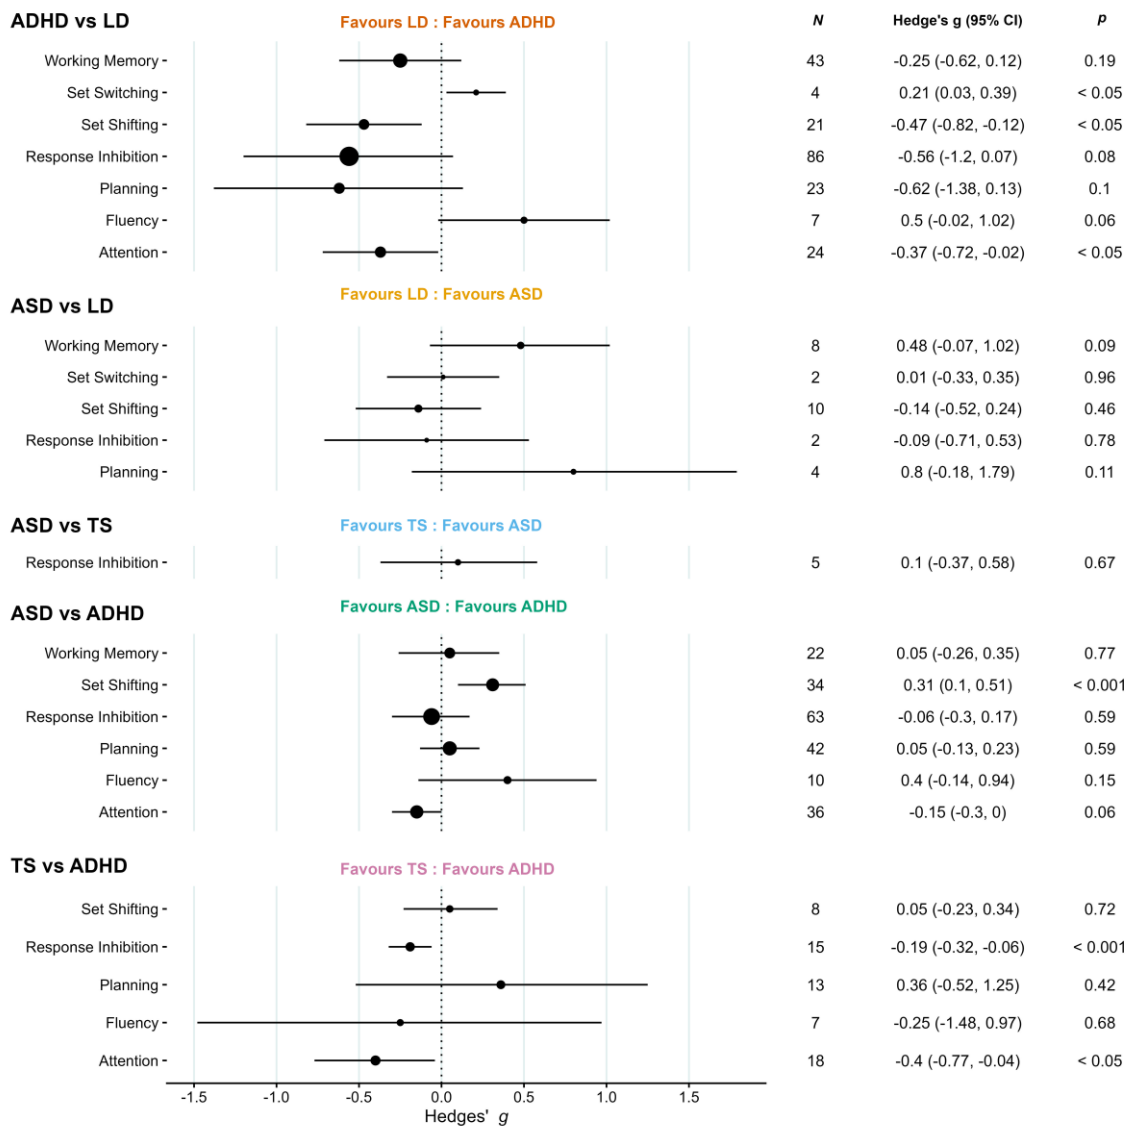 ADHD vs LD Favours LD : Favours ADHD N Hedge's g (95% CI) p
Working Memory 43 -0.25 (-0.62, 0.12) 0.19
Set Switching 4 0.21 (0.03, 0.39) < 0.05
Set Shifting 21 -0.47 (-0.82, -0.12) < 0.05
Response Inhibition 86 -0.56 (-1.2, 0.07) 0.08
Planning 23 -0.62 (-1.38, 0.13) 0.1
Fluency 7 0.5 (-0.02, 1.02) 0.06
Attention 24 -0.37 (-0.72, -0.02) < 0.05
ASD vs LD Favours LD : Favours ASD
Working Memory 8 0.48 (-0.07, 1.02) 0.09
Set Switching 2 0.01 (-0.33, 0.35) 0.96
Set Shifting 10 -0.14 (-0.52, 0.24) 0.46
Response Inhibition 2 -0.09 (-0.71, 0.53) 0.78
Planning 4 0.8 (-0.18, 1.79) 0.11
ASD vs TS Favours TS : Favours ASD
Response Inhibition 5 0.1 (-0.37, 0.58) 0.67
ASD vs ADHD Favours ASD : Favours ADHD
Working Memory 22 0.05 (-0.26, 0.35) 0.77
Set Shifting 34 0.31 (0.1, 0.51) < 0.001
Response Inhibition 63 -0.06 (-0.3, 0.17) 0.59
Planning 42 0.05 (-0.13, 0.23) 0.59
Fluency 10 0.4 (-0.14, 0.94) 0.15
Attention 36 -0.15 (-0.3, 0) 0.06
TS vs ADHD Favours TS : Favours ADHD
Set Shifting 8 0.05 (-0.23, 0.34) 0.72
Response Inhibition 15 -0.19 (-0.32, -0.06) < 0.001
Planning 13 0.36 (-0.52, 1.25) 0.42
Fluency 7 -0.25 (-1.48, 0.97) 0.68
Attention 18 -0.4 (-0.77, -0.04) < 0.05
-1.5 -1.0 -0.5 0.0 0.5 1.0 1.5
Hedges' g